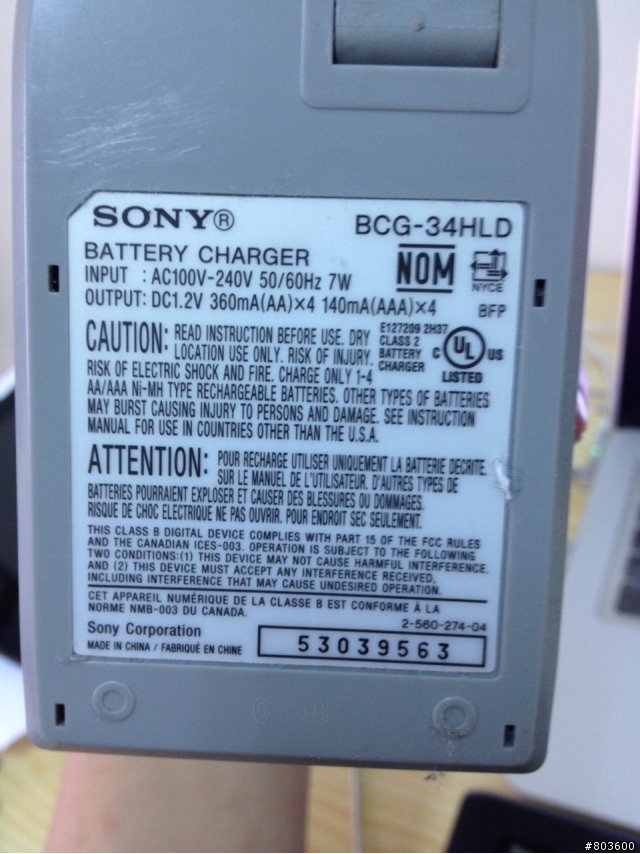 SONY®
BCG-34HLD
BATTERY CHARGER
INPUT : AC100V-240V 50/60Hz 7W
OUTPUT: DC1.2V 360mA(AA)×4 140mA(AAA)×4
NOM
NYCE
BFP
CAUTION: READ INSTRUCTION BEFORE USE. DRY
LOCATION USE ONLY. RISK OF INJURY.
RISK OF ELECTRIC SHOCK AND FIRE. CHARGE ONLY 1-4
AA/AAA Ni-MH TYPE RECHARGEABLE BATTERIES. OTHER TYPES OF BATTERIES
MAY BURST CAUSING INJURY TO PERSONS AND DAMAGE. SEE INSTRUCTION
MANUAL FOR USE IN COUNTRIES OTHER THAN THE U.S.A.
E127209 2H37
CLASS 2
BATTERY
CHARGER
C UL US
LISTED
ATTENTION: POUR RECHARGE UTILISER UNIQUEMENT LA BATTERIE DECRITE.
SUR LE MANUEL DE L'UTILISATEUR. D'AUTRES TYPES DE
BATTERIES POURRAIENT EXPLOSER ET CAUSER DES BLESSURES OU DOMMAGES.
RISQUE DE CHOC ELECTRIQUE NE PAS OUVRIR. POUR ENDROIT SEC SEULEMENT.
THIS CLASS B DIGITAL DEVICE COMPLIES WITH PART 15 OF THE FCC RULES
AND THE CANADIAN ICES-003. OPERATION IS SUBJECT TO THE FOLLOWING
TWO CONDITIONS:(1) THIS DEVICE MAY NOT CAUSE HARMFUL INTERFERENCE.
AND (2) THIS DEVICE MUST ACCEPT ANY INTERFERENCE RECEIVED,
INCLUDING INTERFERENCE THAT MAY CAUSE UNDESIRED OPERATION.
CET APPAREIL NUMÉRIQUE DE LA CLASSE B EST CONFORME À LA
NORME NMB-003 DU CANADA.
2-560-274-04
Sony Corporation
MADE IN CHINA / FABRIQUÉ EN CHINE
53039563
#803600